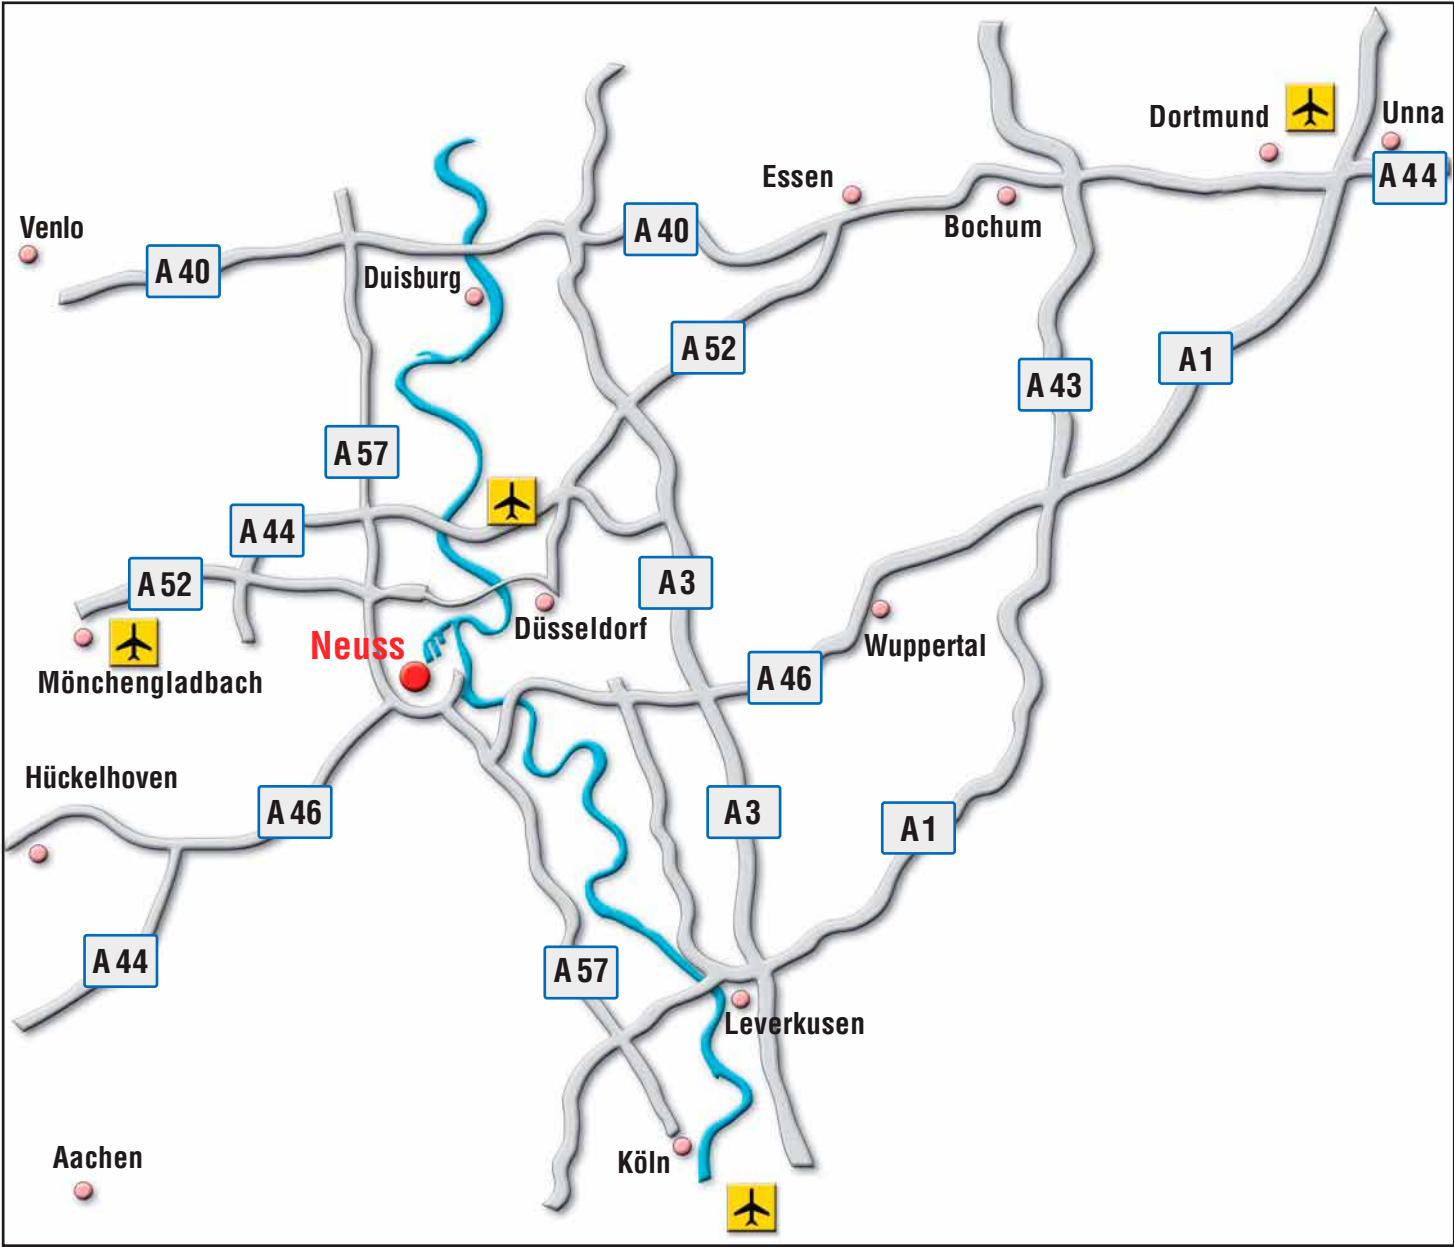 Dortmund
Unna
Essen
A 44
Venlo
A 40
Bochum
A 40
Duisburg
A 52
A 1
A 43
A 57
A 44
A 52
A 3
Düsseldorf
Neuss
Wuppertal
A 46
Mönchengladbach
Hückelhoven
A 46
A 3
A 1
A 44
A 57
Leverkusen
Aachen
Köln